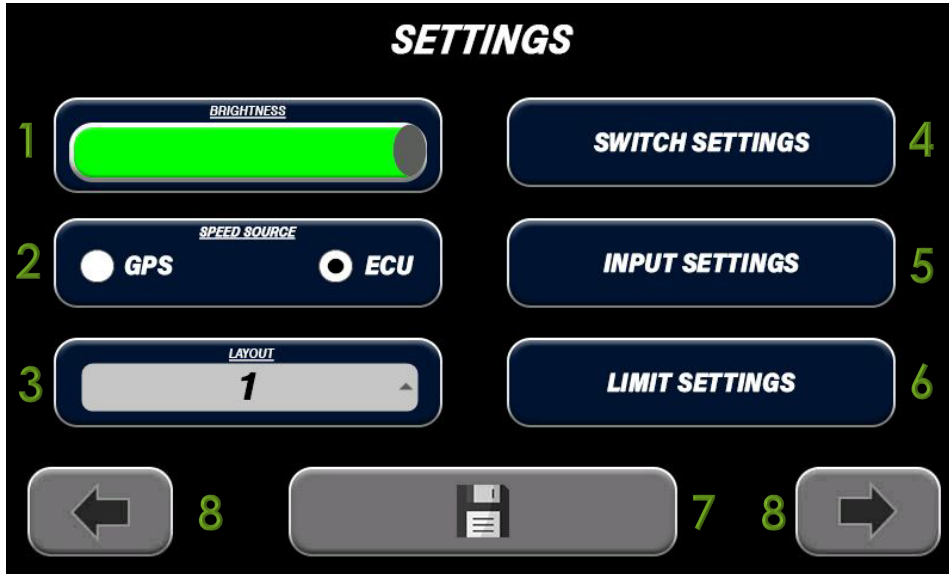 SETTINGS
1
BRIGHTNESS
SWITCH SETTINGS
4
2
SPEED SOURCE
GPS
ECU
INPUT SETTINGS
5
3
LAYOUT
1
LIMIT SETTINGS
6
8
7
8